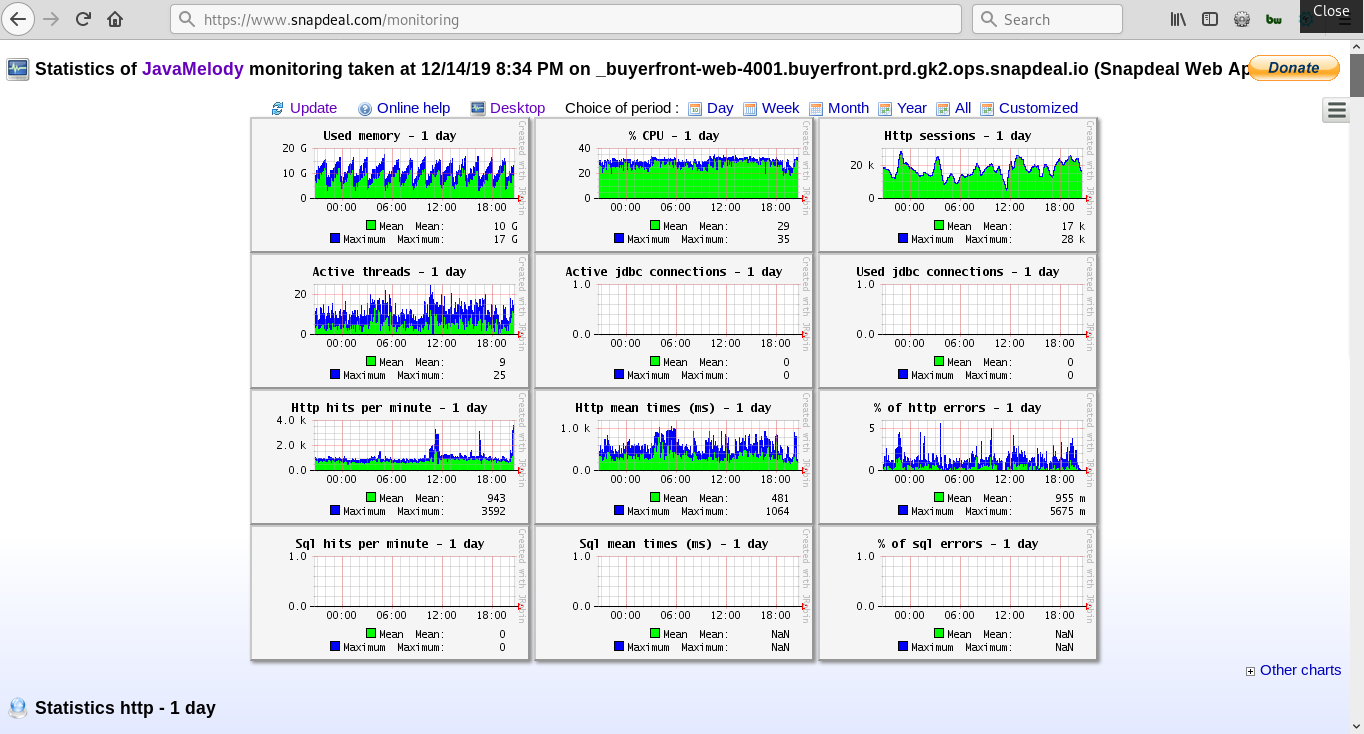 Close
https://www.snapdeal.com/monitoring
Search
bw
Statistics of JavaMelody monitoring taken at 12/14/19 8:34 PM on _buyerfront-web-4001.buyerfront.prd.gk2.ops.snapdeal.io (Snapdeal Web Ap
Donate
Update Online help Desktop Choice of period : Day Week Month Year All Customized
Used memory - 1 day
20 G
10 G
0
00:00 06:00 12:00 18:00
Mean Mean: 10 G
Maximum Maximum: 17 G
Created with JRobin
% CPU - 1 day
40
20
0
00:00 06:00 12:00 18:00
Mean Mean: 29
Maximum Maximum: 35
Created with JRobin
Http sessions - 1 day
20 k
0
00:00 06:00 12:00 18:00
Mean Mean: 17 k
Maximum Maximum: 28 k
Created with JRobin
Active threads - 1 day
20
0
00:00 06:00 12:00 18:00
Mean Mean: 9
Maximum Maximum: 25
Created with JRobin
Active jdbc connections - 1 day
1.0
0.0
00:00 06:00 12:00 18:00
Mean Mean: 0
Maximum Maximum: 0
Created with JRobin
Used jdbc connections - 1 day
1.0
0.0
00:00 06:00 12:00 18:00
Mean Mean: 0
Maximum Maximum: 0
Created with JRobin
Http hits per minute - 1 day
4.0 k
2.0 k
0.0
00:00 06:00 12:00 18:00
Mean Mean: 943
Maximum Maximum: 3592
Created with JRobin
Http mean times (ms) - 1 day
1.0 k
0.0
00:00 06:00 12:00 18:00
Mean Mean: 481
Maximum Maximum: 1064
Created with JRobin
% of http errors - 1 day
5
0
00:00 06:00 12:00 18:00
Mean Mean: 955 m
Maximum Maximum: 5675 m
Created with JRobin
Sql hits per minute - 1 day
1.0
0.0
00:00 06:00 12:00 18:00
Mean Mean: 0
Maximum Maximum: 0
Created with JRobin
Sql mean times (ms) - 1 day
1.0
0.0
00:00 06:00 12:00 18:00
Mean Mean: NaN
Maximum Maximum: NaN
Created with JRobin
% of sql errors - 1 day
1.0
0.0
00:00 06:00 12:00 18:00
Mean Mean: NaN
Maximum Maximum: NaN
Created with JRobin
Other charts
Statistics http - 1 day